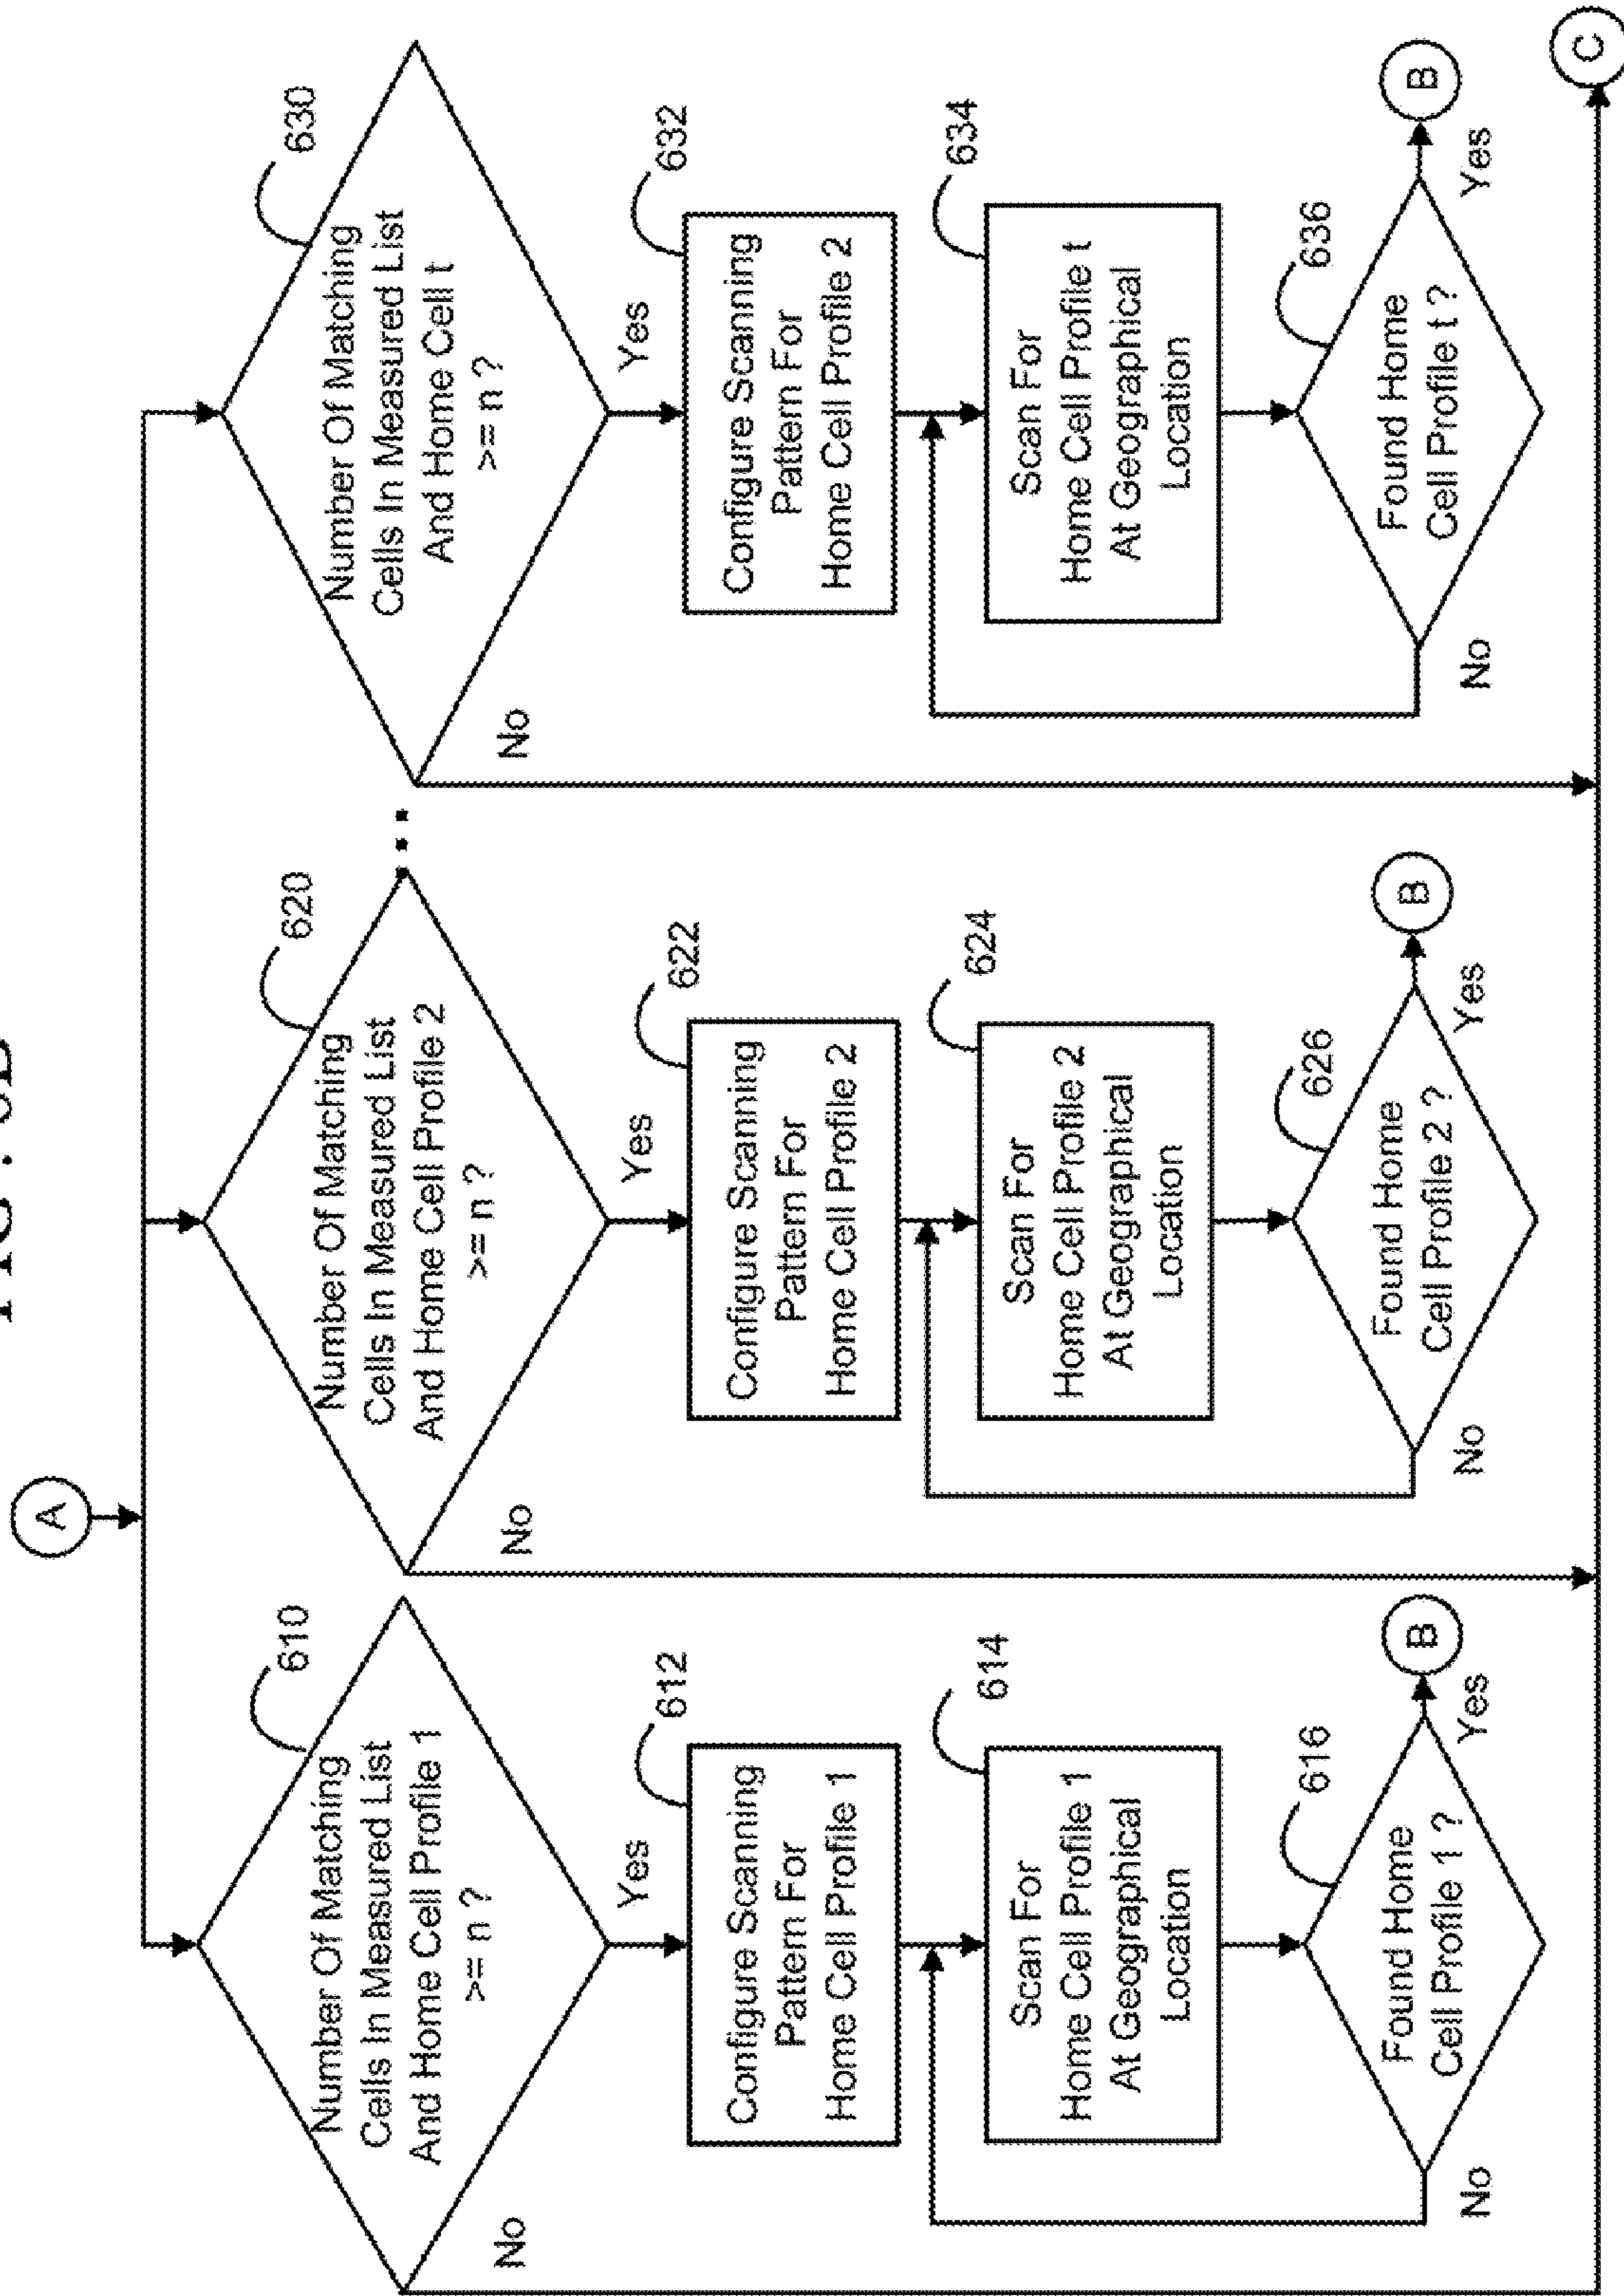 A
Number Of Matching
Cells In Measured List
And Home Cell Profile 1
>= n ?
610
No
Yes
Configure Scanning
Pattern For
Home Cell Profile 1
612
Scan For
Home Cell Profile 1
At Geographical
Location
614
Found Home
Cell Profile 1 ?
616
No
Yes
B
Number Of Matching
Cells In Measured List
And Home Cell Profile 2
>= n ?
620
No
Yes
Configure Scanning
Pattern For
Home Cell Profile 2
622
Scan For
Home Cell Profile 2
At Geographical
Location
624
Found Home
Cell Profile 2 ?
626
No
Yes
B
...
Number Of Matching
Cells In Measured List
And Home Cell t
>= n ?
630
No
Yes
Configure Scanning
Pattern For
Home Cell Profile 2
632
Scan For
Home Cell Profile t
At Geographical
Location
634
Found Home
Cell Profile t ?
636
No
Yes
B
C